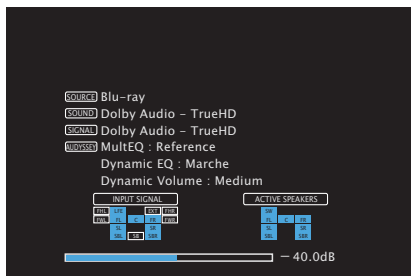 SOURCE Blu-ray
SOUND Dolby Audio – TrueHD
SIGNAL Dolby Audio – TrueHD
AUDYSSEY MultEQ : Reference
Dynamic EQ : Marche
Dynamic Volume : Medium
INPUT SIGNAL ACTIVE SPEAKERS
FHL LFE EXT FHR SW
FWL FL C FR FWR FL C FR
SL SR SL SR
SBL SB SBR SBL SBR
– 40.0dB